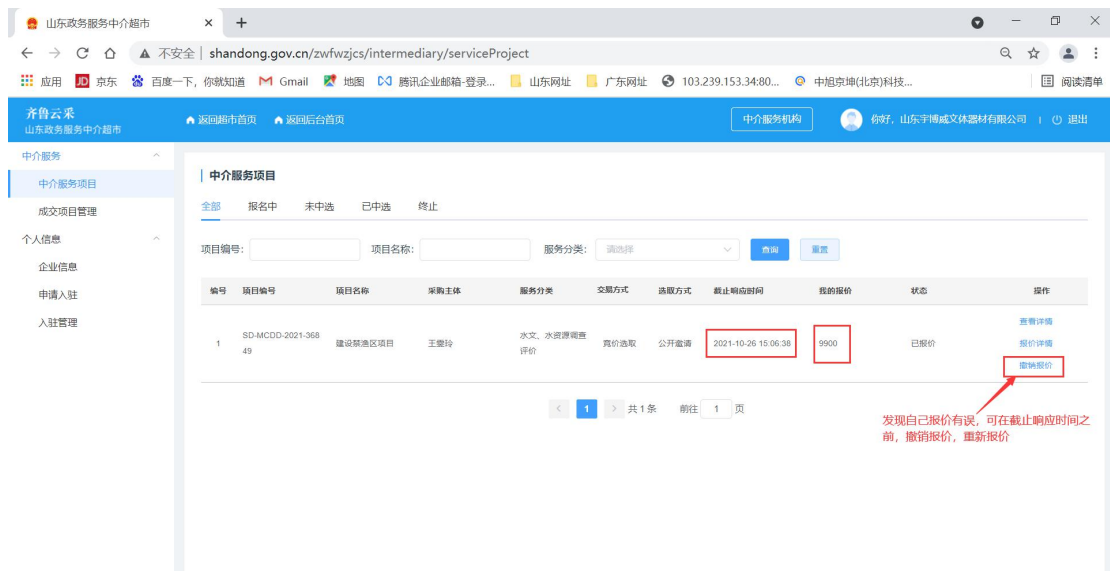 山东政务服务中介超市
不安全 | shandong.gov.cn/zwfwzjcs/intermediary/serviceProject
应用 京东 百度一下，你就知道 Gmail 地图 腾讯企业邮箱-登录... 山东网址 广东网址 103.239.153.34:80... 中旭京坤(北京)科技... 阅读清单
齐鲁云采
山东政务服务中介超市
返回超市首页 返回后台首页 中介服务机构 你好，山东宇博威文体器材有限公司 | 退出
中介服务
中介服务项目
成交项目管理
个人信息
企业信息
申请入驻
入驻管理
中介服务项目
全部 报名中 未中选 已中选 终止
项目编号: 项目名称: 服务分类: 请选择 查询 重置
编号 项目编号 项目名称 采购主体 服务分类 交易方式 选取方式 截止响应时间 我的报价 状态 操作
1 SD-MCDD-2021-368
49 建设禁渔区项目 王雯玲 水文、水资源调查
评价 竞价选取 公开邀请 2021-10-26 15:06:38 9900 已报价 查看详情
报价详情
撤销报价
< 1 > 共 1 条 前往 1 页
发现自己报价有误，可在截止响应时间之
前，撤销报价，重新报价